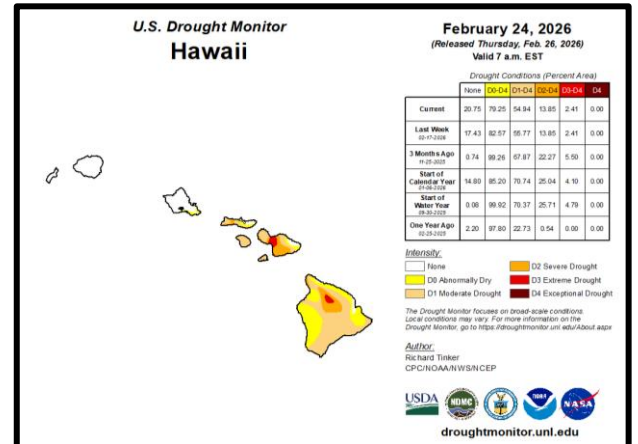 U.S. Drought Monitor
Hawaii
February 24, 2026
(Released Thursday, Feb. 26, 2026)
Valid 7 a.m. EST
Drought Conditions (Percent Area)
None D0-D4 D1-D4 D2-D4 D3-D4 D4
Current 20.75 79.25 54.94 13.85 2.41 0.00
Last Week 02-17-2026 17.43 82.57 55.77 13.85 2.41 0.00
3 Months Ago 11-25-2025 0.74 99.26 67.87 22.27 5.50 0.00
Start of Calendar Year 01-06-2026 14.80 85.20 70.74 25.04 4.10 0.00
Start of Water Year 09-30-2025 0.08 99.92 70.37 25.71 4.79 0.00
One Year Ago 02-25-2025 2.20 97.80 22.73 0.54 0.00 0.00
Intensity:
None
D0 Abnormally Dry
D1 Moderate Drought
D2 Severe Drought
D3 Extreme Drought
D4 Exceptional Drought
The Drought Monitor focuses on broad-scale conditions.
Local conditions may vary. For more information on the
Drought Monitor, go to https://droughtmonitor.unl.edu/About.aspx
Author:
Richard Tinker
CPC/NOAA/NWS/NCEP
USDA
NDMC
NOAA
NASA
droughtmonitor.unl.edu